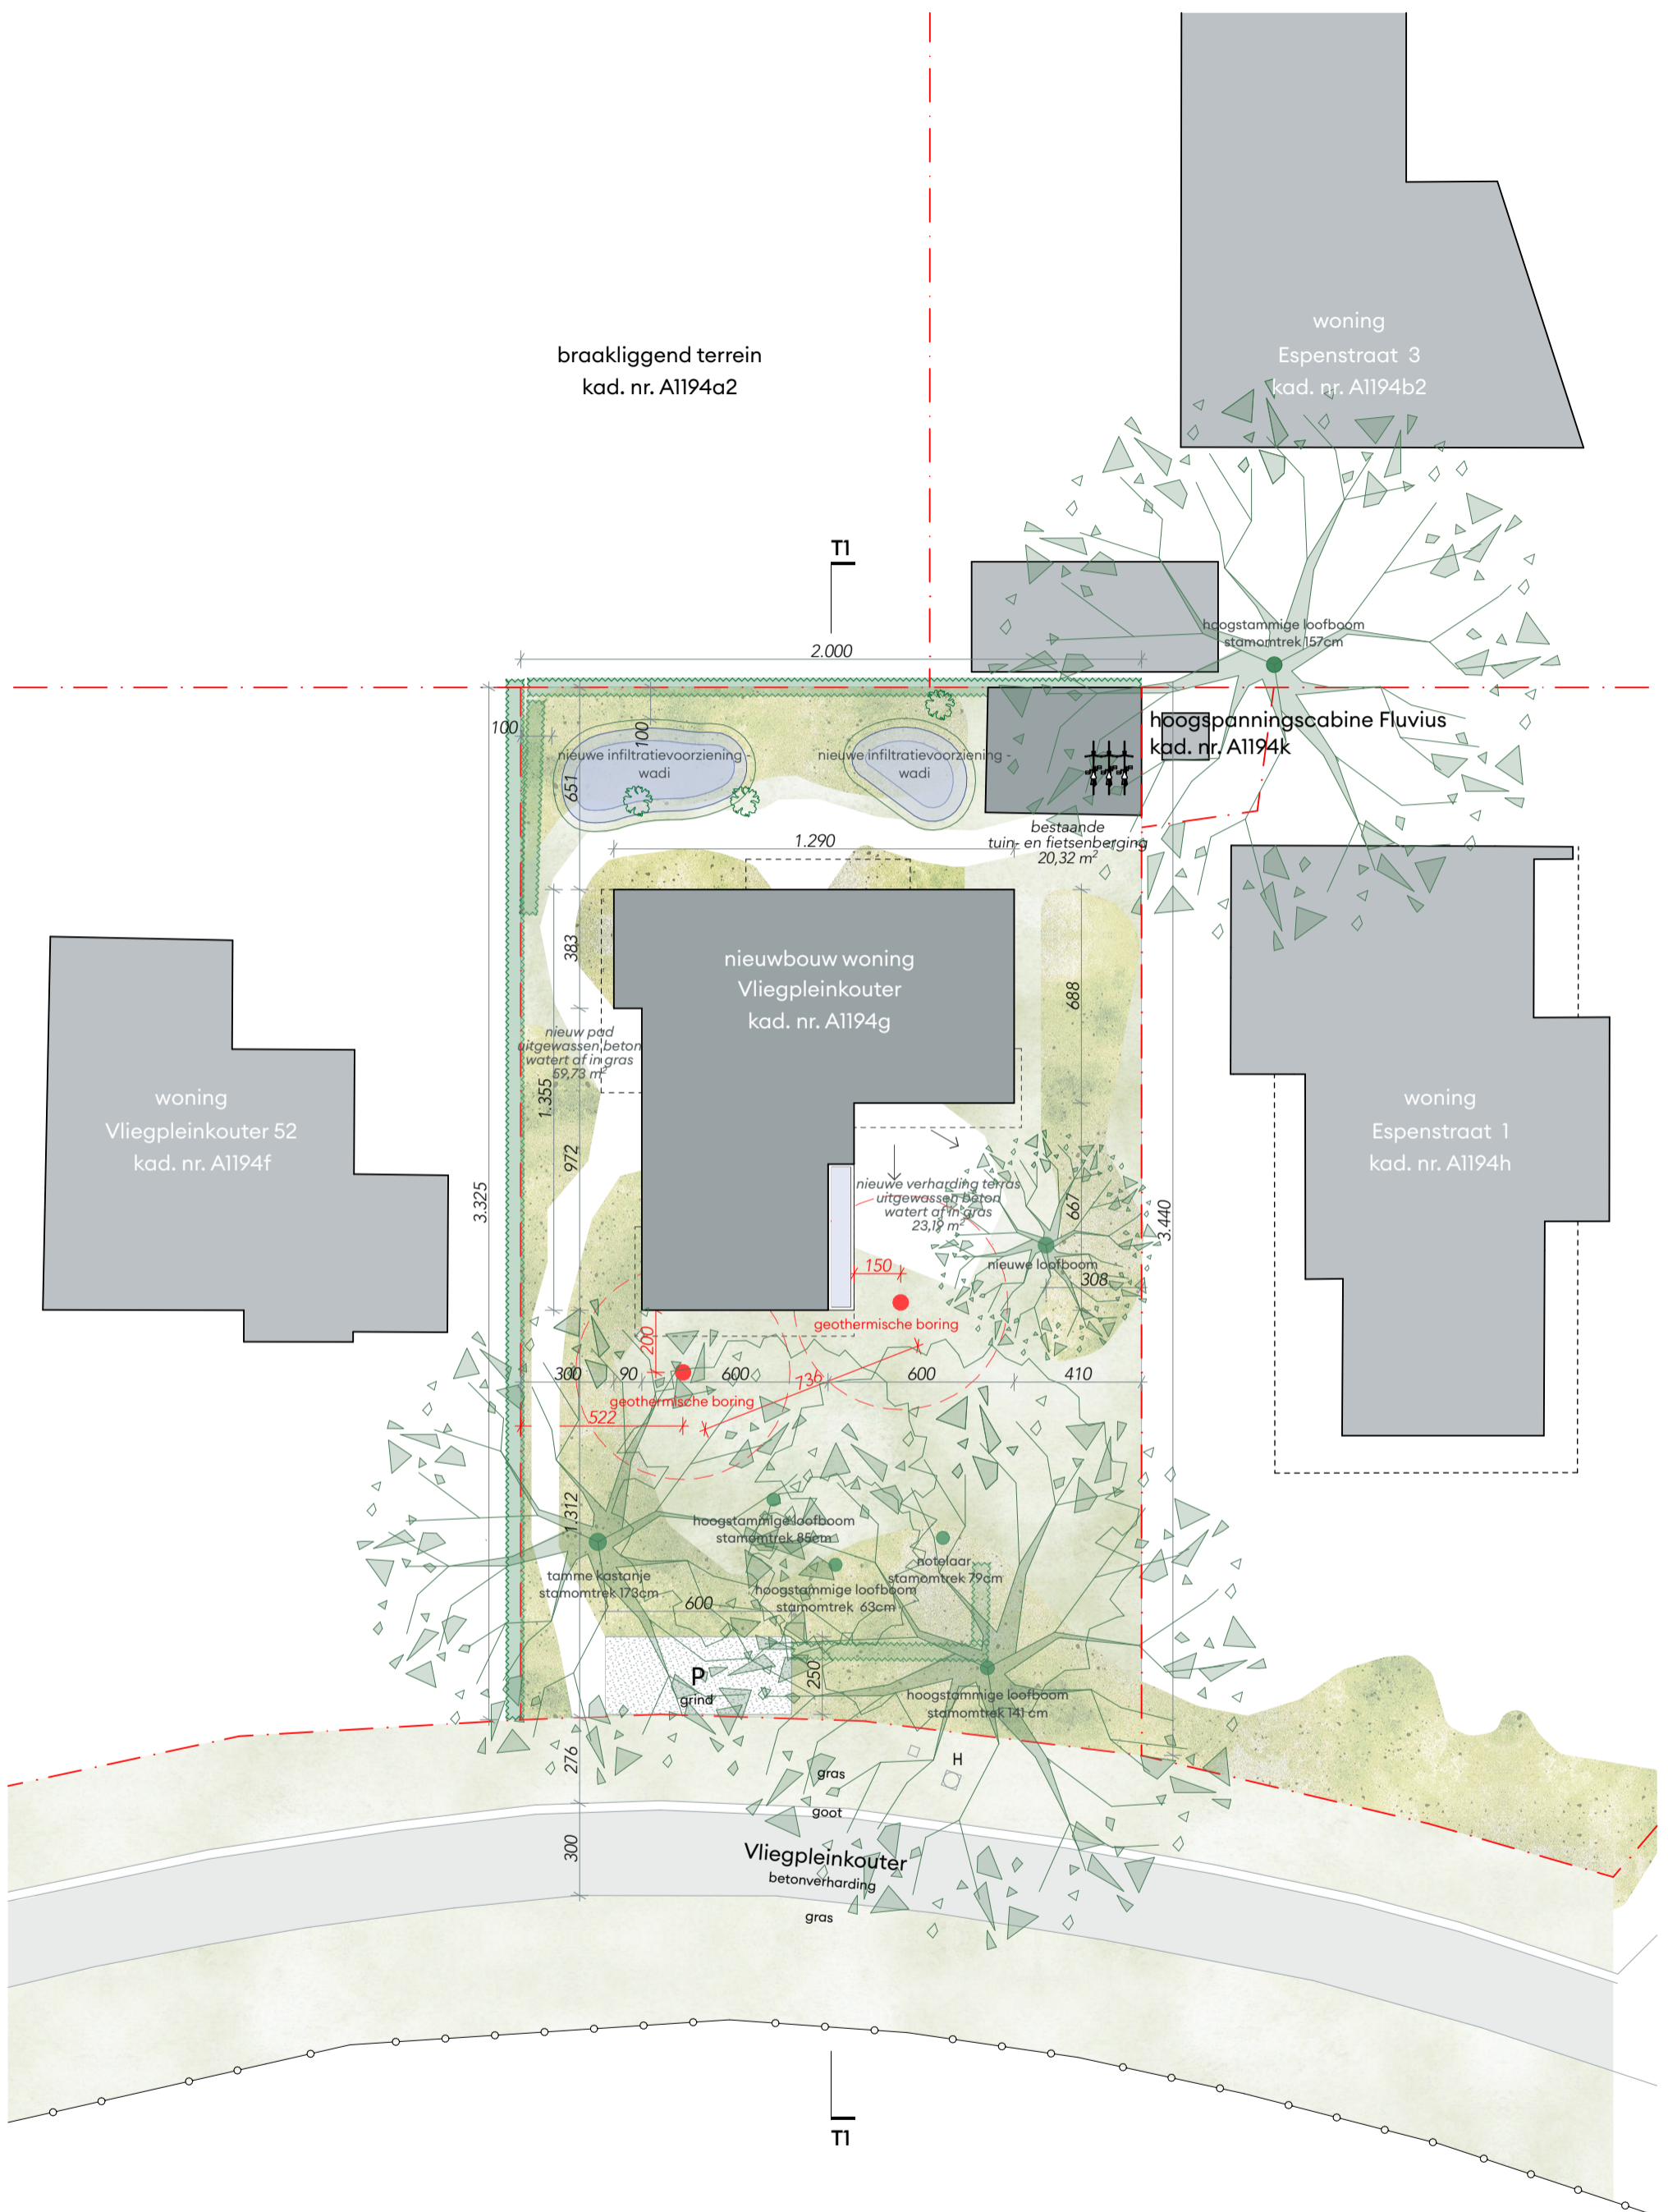 woning
Espenstraat 3
kad. nr. A1194b2
braakliggend terrein
kad. nr. A1194a2
T1
hoogstammige loofboom
stamomtrek 157cm
2.000
hoogspanningscabine Fluvius
kad. nr. A1194k
100
100
nieuwe infiltratievoorziening -
wadi
nieuwe infiltratievoorziening -
wadi
651
bestaande
tuin- en fietsenberging
20,32 m²
1.290
383
nieuwbouw woning
Vliegpleinkouter
kad. nr. A1194g
688
nieuw pad
uitgewassen beton
watert af in gras
59,73 m²
1.355
woning
Vliegpleinkouter 52
kad. nr. A1194f
woning
Espenstraat 1
kad. nr. A1194h
972
3.325
nieuwe verharding terras
uitgewassen beton
watert af in gras
23,19 m²
667
3.440
nieuwe loofboom
150
308
geothermische boring
200
300
90
600
736
600
410
geothermische boring
522
1.312
hoogstammige loofboom
stamomtrek 85cm
notelaar
stamomtrek 79cm
tamme kastanje
stamomtrek 173cm
hoogstammige loofboom
stamomtrek 63cm
600
P
grind
250
hoogstammige loofboom
stamomtrek 141 cm
276
H
gras
goot
300
Vliegpleinkouter
betonverharding
gras
T1